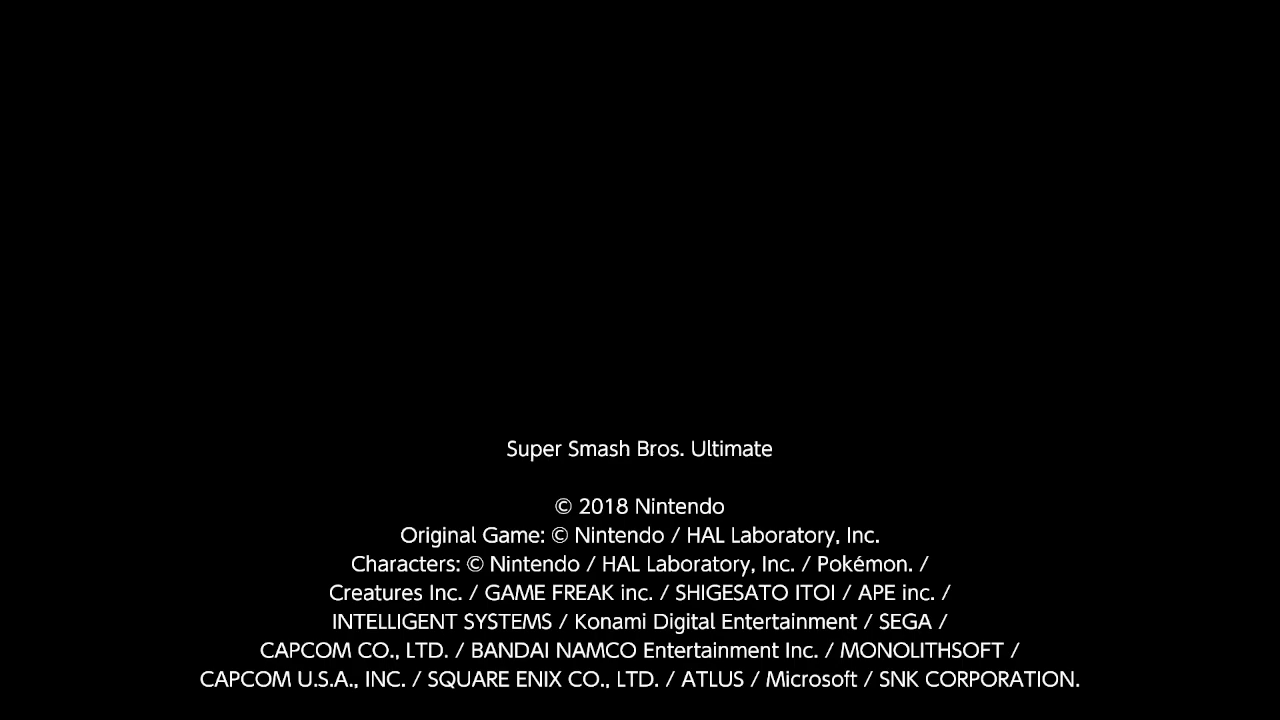 Super Smash Bros. Ultimate
© 2018 Nintendo
Original Game: © Nintendo / HAL Laboratory, Inc.
Characters: © Nintendo / HAL Laboratory, Inc. / Pokémon. /
Creatures Inc. / GAME FREAK inc. / SHIGESATO ITOI / APE inc. /
INTELLIGENT SYSTEMS / Konami Digital Entertainment / SEGA /
CAPCOM CO., LTD. / BANDAI NAMCO Entertainment Inc. / MONOLITHSOFT /
CAPCOM U.S.A., INC. / SQUARE ENIX CO., LTD. / ATLUS / Microsoft / SNK CORPORATION.